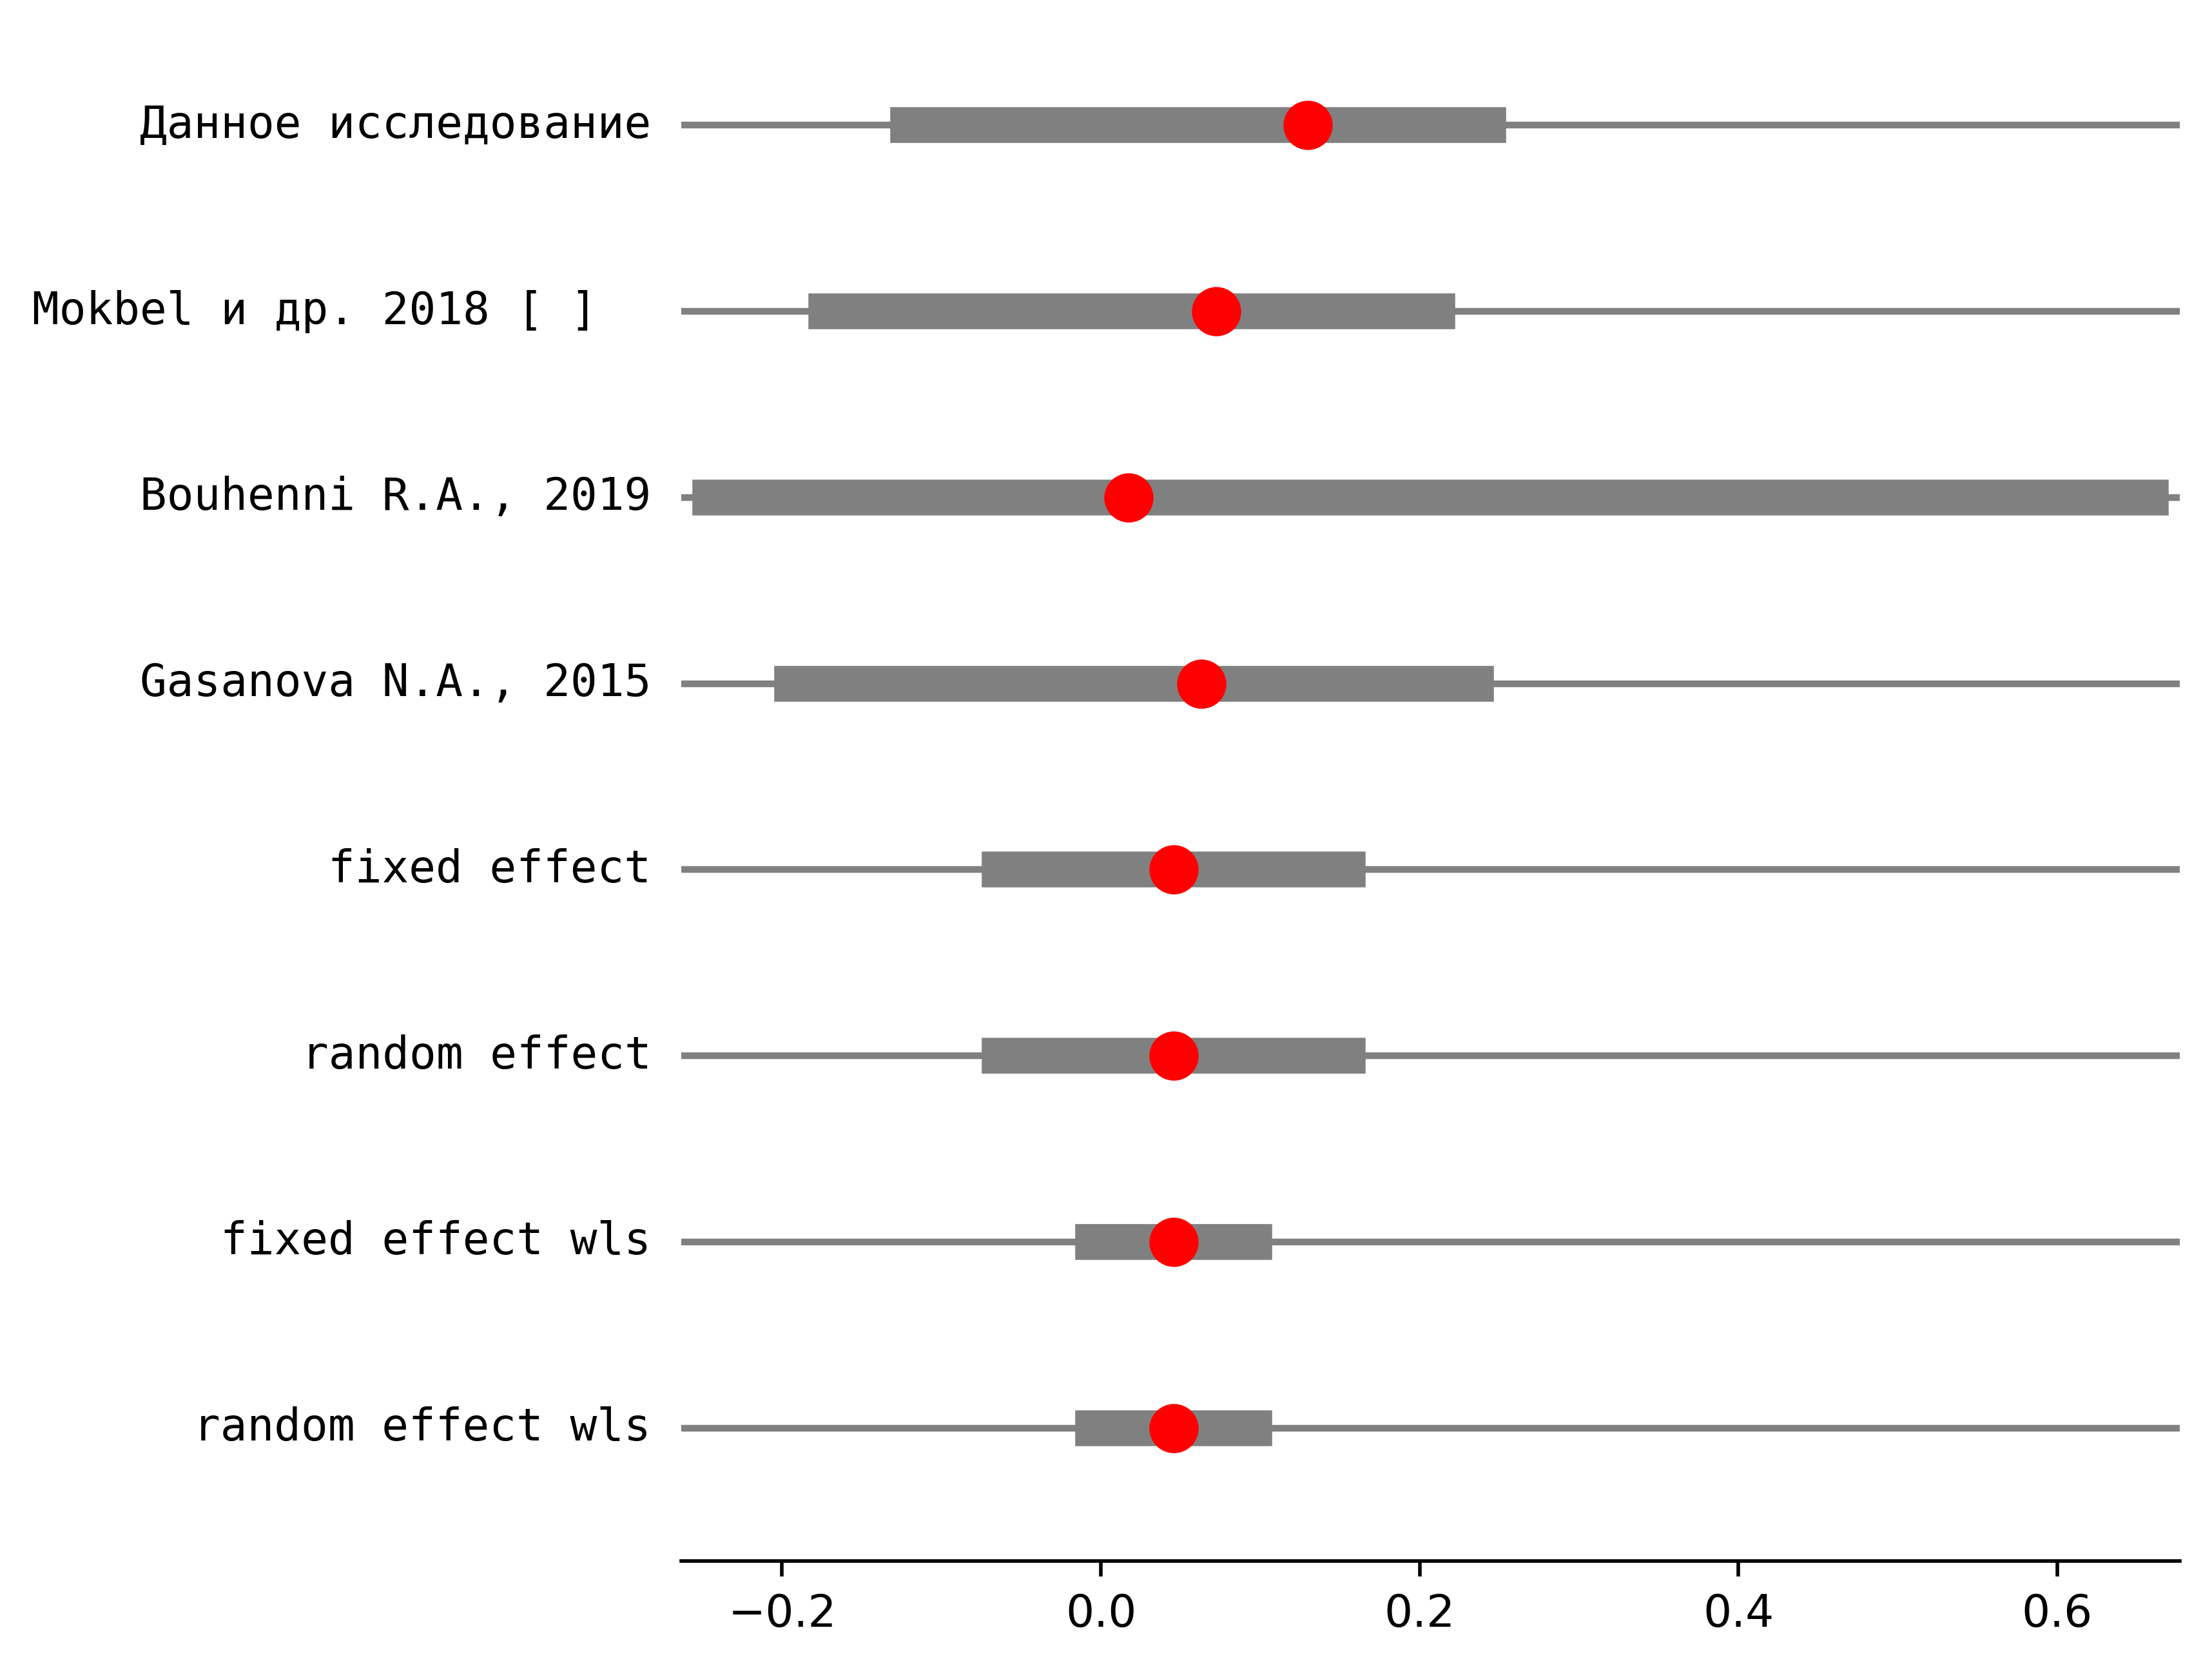 Данное исследование
Mokbel и др. 2018 [ ]
Bouhenni R.A., 2019
Gasanova N.A., 2015
fixed effect
random effect
fixed effect wls
random effect wls
−0.2 0.0 0.2 0.4 0.6